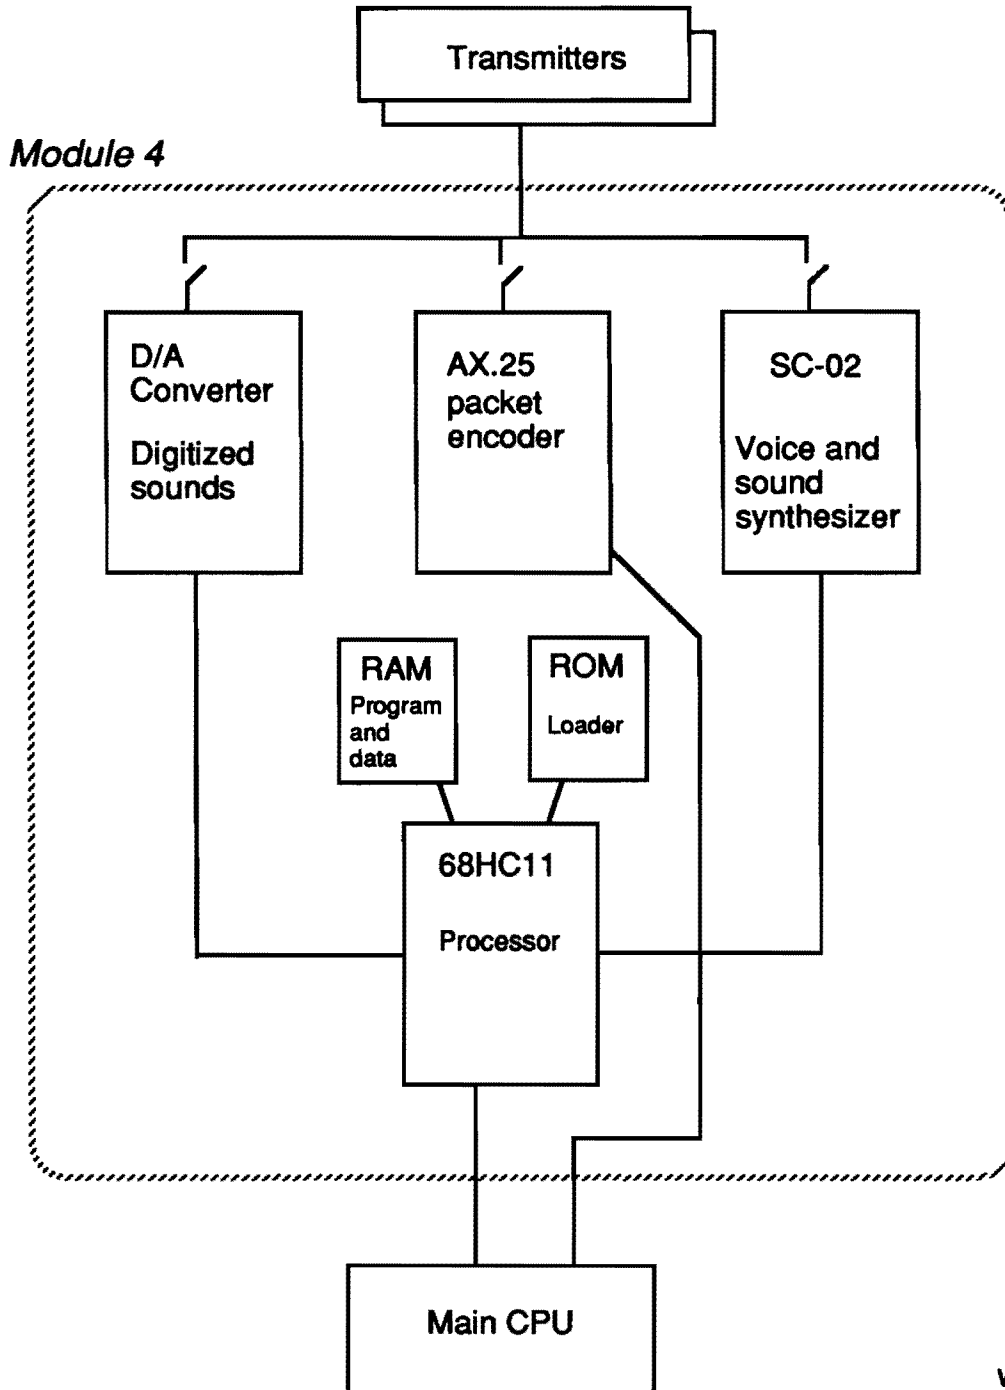 Transmitters
Module 4
D/A
Converter
Digitized
sounds
AX.25
packet
encoder
SC-02
Voice and
sound
synthesizer
RAM
Program
and
data
ROM
Loader
68HC11
Processor
Main CPU